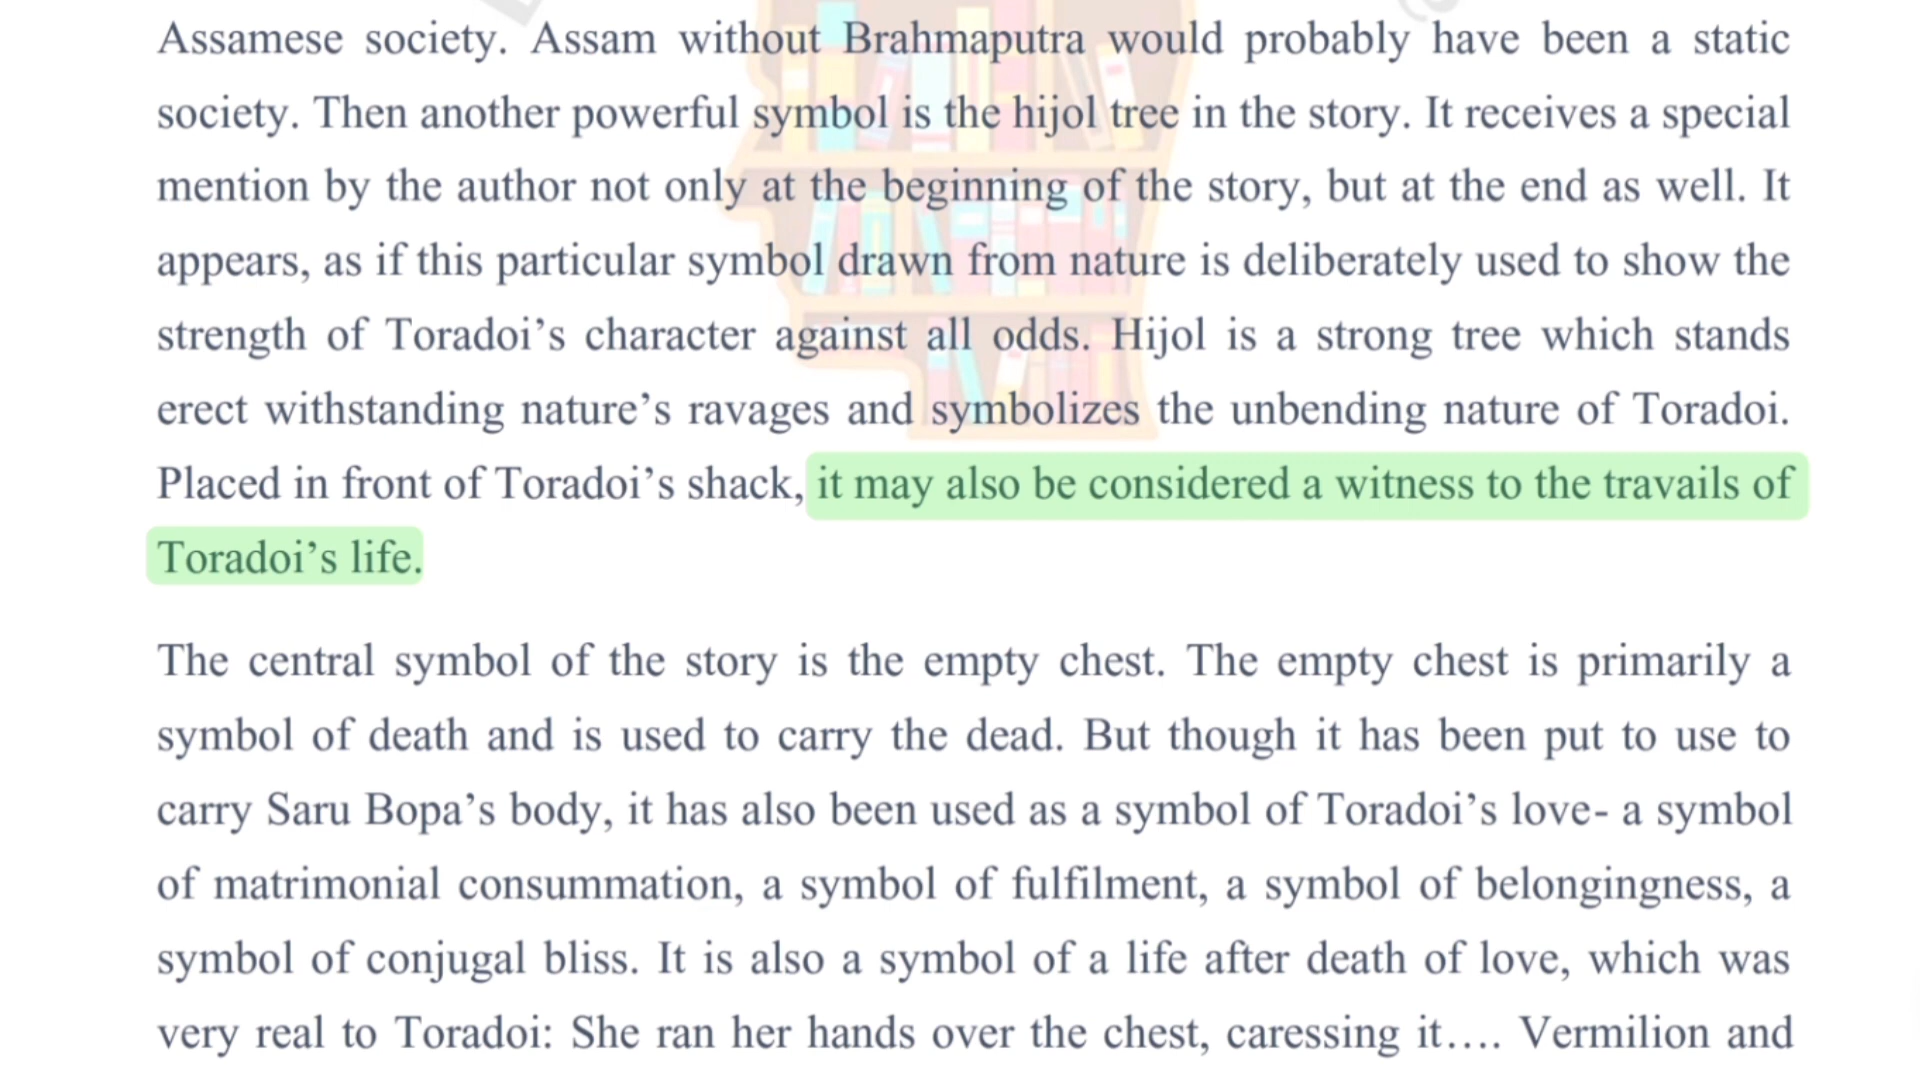 Assamese society. Assam without Brahmaputra would probably have been a static
society. Then another powerful symbol is the hijol tree in the story. It receives a special
mention by the author not only at the beginning of the story, but at the end as well. It
appears, as if this particular symbol drawn from nature is deliberately used to show the
strength of Toradoi’s character against all odds. Hijol is a strong tree which stands
erect withstanding nature’s ravages and symbolizes the unbending nature of Toradoi.
Placed in front of Toradoi’s shack, it may also be considered a witness to the travails of
Toradoi’s life.
The central symbol of the story is the empty chest. The empty chest is primarily a
symbol of death and is used to carry the dead. But though it has been put to use to
carry Saru Bopa’s body, it has also been used as a symbol of Toradoi’s love- a symbol
of matrimonial consummation, a symbol of fulfilment, a symbol of belongingness, a
symbol of conjugal bliss. It is also a symbol of a life after death of love, which was
very real to Toradoi: She ran her hands over the chest, caressing it…. Vermilion and